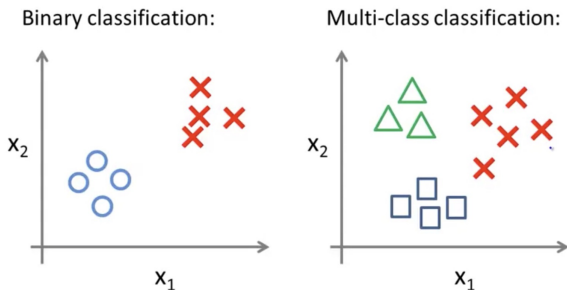 Binary classification:
Multi-class classification:
x₂
x₁
x₂
x₁